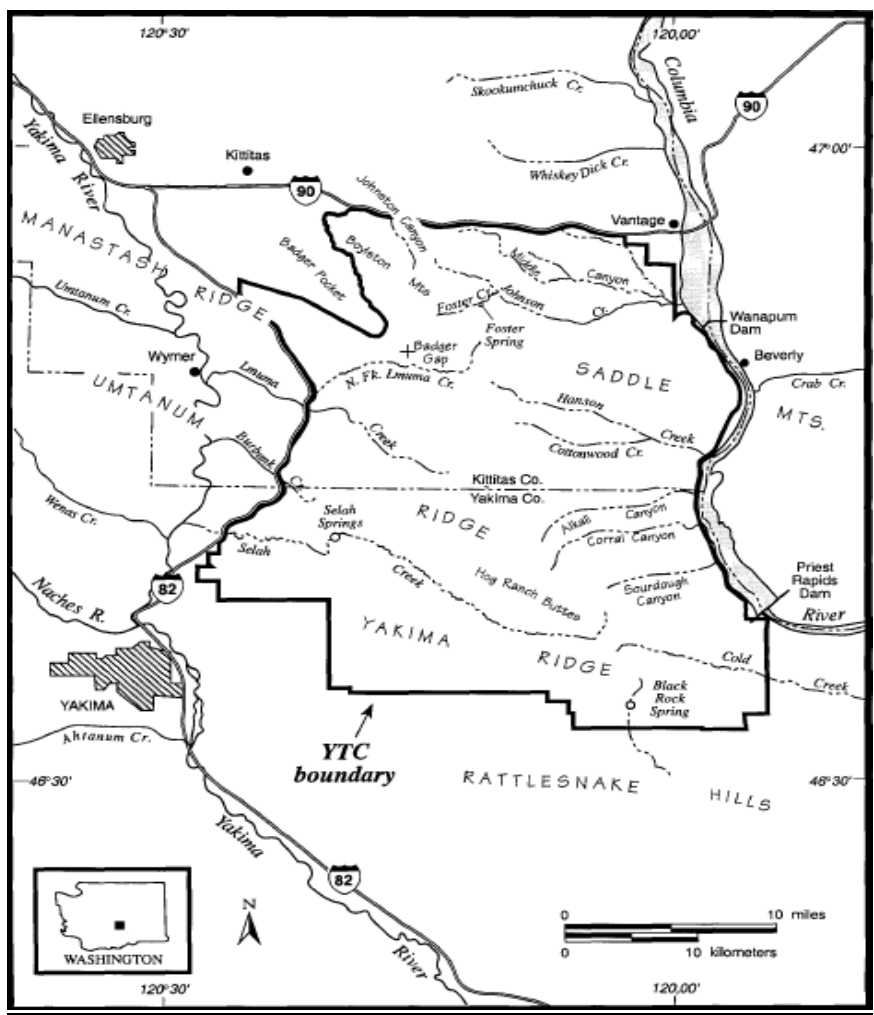 120°30'
120°00'
Columbia
Skookumchuck Cr.
90
Ellensburg
Yakima
River
Kittitas
47°00'
Whiskey Dick Cr.
90
Johnston Canyon
Vantage
MANASTASH
RIDGE
Badger Pocket
Boylston
Mts
Middle
Canyon
Umtanum Cr.
Foster Cr.
Johnson
Cr.
Foster
Spring
Wanapum
Dam
Wymer
Badger
Gap
Beverly
UMTANUM
Lmuma
N. Fk. Lmuma Cr.
SADDLE
Crab Cr.
MTS.
Hanson
Creek
Creek
Burbank
Cr.
Cottonwood Cr.
Kittitas Co.
Yakima Co.
Wenas Cr.
Selah
Springs
RIDGE
Alkali
Canyon
Corral Canyon
Selah
Creek
Hog Ranch Buttes
Sourdough
Canyon
Priest
Rapids
Dam
82
Naches R.
River
YAKIMA
RIDGE
Cold
Creek
YAKIMA
Black
Rock
Spring
Ahtanum Cr.
YTC
boundary
46°30'
RATTLESNAKE
HILLS
46°30'
Yakima
82
River
N
WASHINGTON
0
10 miles
0
10 kilometers
120°30'
120°00'